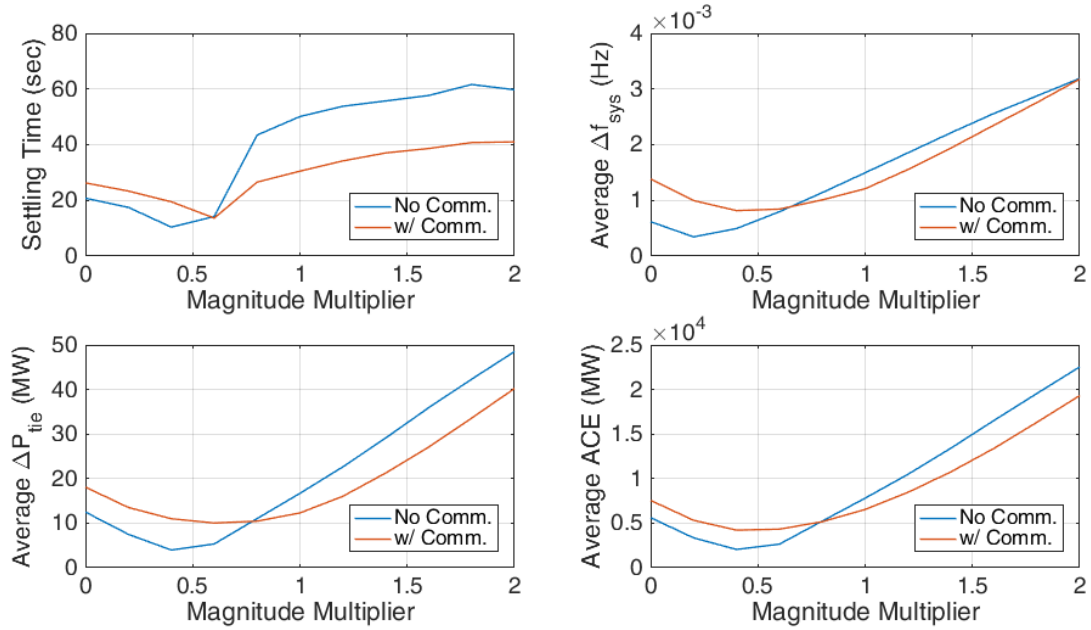 80
60
40
20
0
Settling Time (sec)
No Comm.
w/ Comm.
0 0.5 1 1.5 2
Magnitude Multiplier
×10⁻³
4
3
2
1
0
Average Δf_sys (Hz)
No Comm.
w/ Comm.
0 0.5 1 1.5 2
Magnitude Multiplier
50
40
30
20
10
0
Average ΔP_tie (MW)
No Comm.
w/ Comm.
0 0.5 1 1.5 2
Magnitude Multiplier
×10⁴
2.5
2
1.5
1
0.5
0
Average ACE (MW)
No Comm.
w/ Comm.
0 0.5 1 1.5 2
Magnitude Multiplier